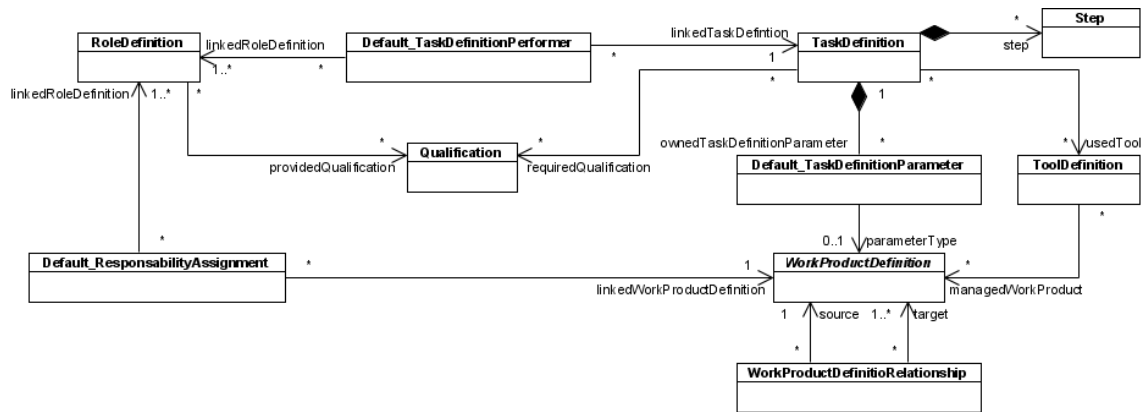 * Step
RoleDefinition linkedRoleDefinition Default_TaskDefinitionPerformer linkedTaskDefintion TaskDefinition step
1..* * * 1
linkedRoleDefinition 1..* * * 1 *
* Qualification *
providedQualification requiredQualification
ownedTaskDefinitionParameter * * usedTool
Default_TaskDefinitionParameter ToolDefinition
*
* 0..1 parameterType
Default_ResponsabilityAssignment * 1 WorkProductDefinition *
linkedWorkProductDefinition managedWorkProduct
1 source 1..* target
* *
WorkProductDefinitioRelationship